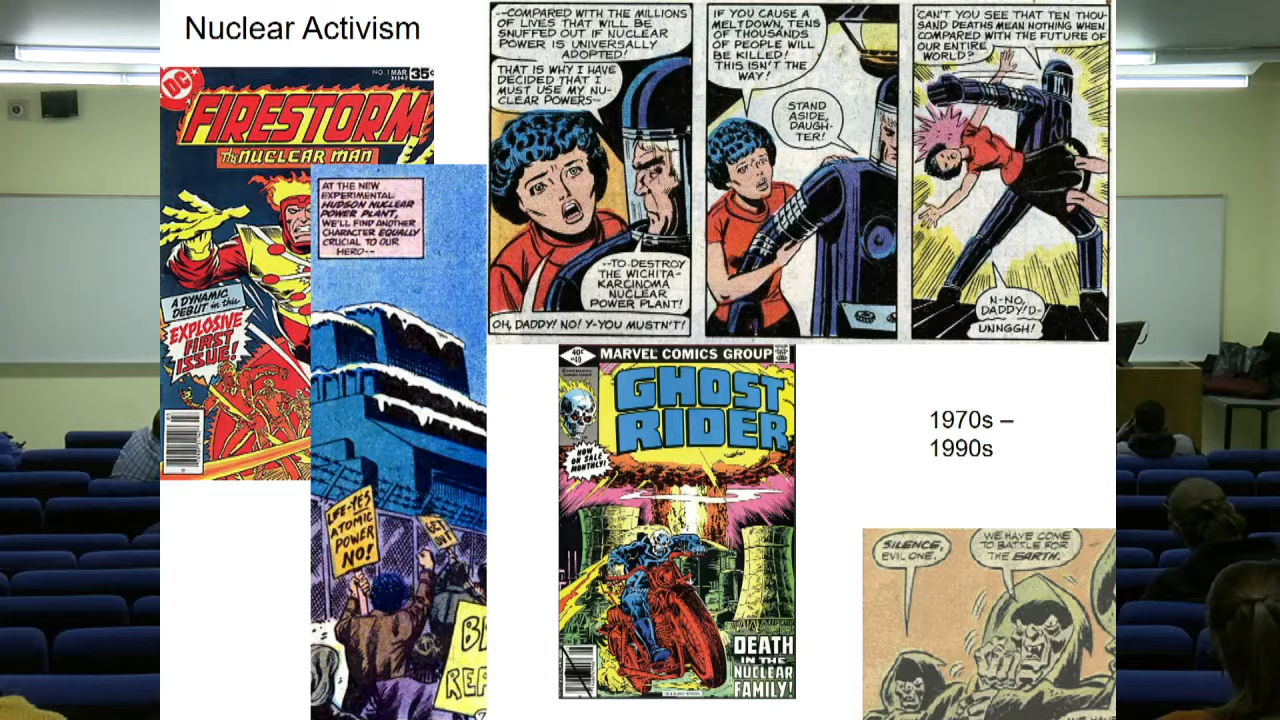 Nuclear Activism
DC
NO.1 MAR
35¢
FIRESTORM
The NUCLEAR MAN
A DYNAMIC
DEBUT in this
EXPLOSIVE
FIRST
ISSUE!
AT THE NEW
EXPERIMENTAL
HUDSON NUCLEAR
POWER PLANT,
WE'LL FIND ANOTHER
CHARACTER EQUALLY
CRUCIAL TO OUR
HERO--
LIFE-YES
ATOMIC
POWER
NO!
GET
OUT
--COMPARED WITH THE MILLIONS
OF LIVES THAT WILL BE
SNUFFED OUT IF NUCLEAR
POWER IS UNIVERSALLY
ADOPTED!
THAT IS WHY I HAVE
DECIDED THAT I
MUST USE MY NU-
CLEAR POWERS--
--TO DESTROY
THE WICHITA-
KARCINOMA
NUCLEAR
POWER PLANT!
OH, DADDY! NO! Y-YOU MUSTN'T!
IF YOU CAUSE A
MELTDOWN, TENS
OF THOUSANDS
OF PEOPLE WILL
BE KILLED!
THIS ISN'T THE
WAY!
STAND
ASIDE,
DAUGH-
TER!
CAN'T YOU SEE THAT TEN THOU-
SAND DEATHS MEAN NOTHING WHEN
COMPARED WITH THE FUTURE OF
OUR ENTIRE
WORLD?
N-NO,
DADDY! D-
UNNGGH!
40¢
MARVEL COMICS GROUP
GHOST
RIDER
NOW
ON SALE
MONTHLY!
DEATH
IN THE
NUCLEAR
FAMILY!
1970s –
1990s
SILENCE,
EVIL ONE.
WE HAVE COME
TO BATTLE FOR
THE EARTH.